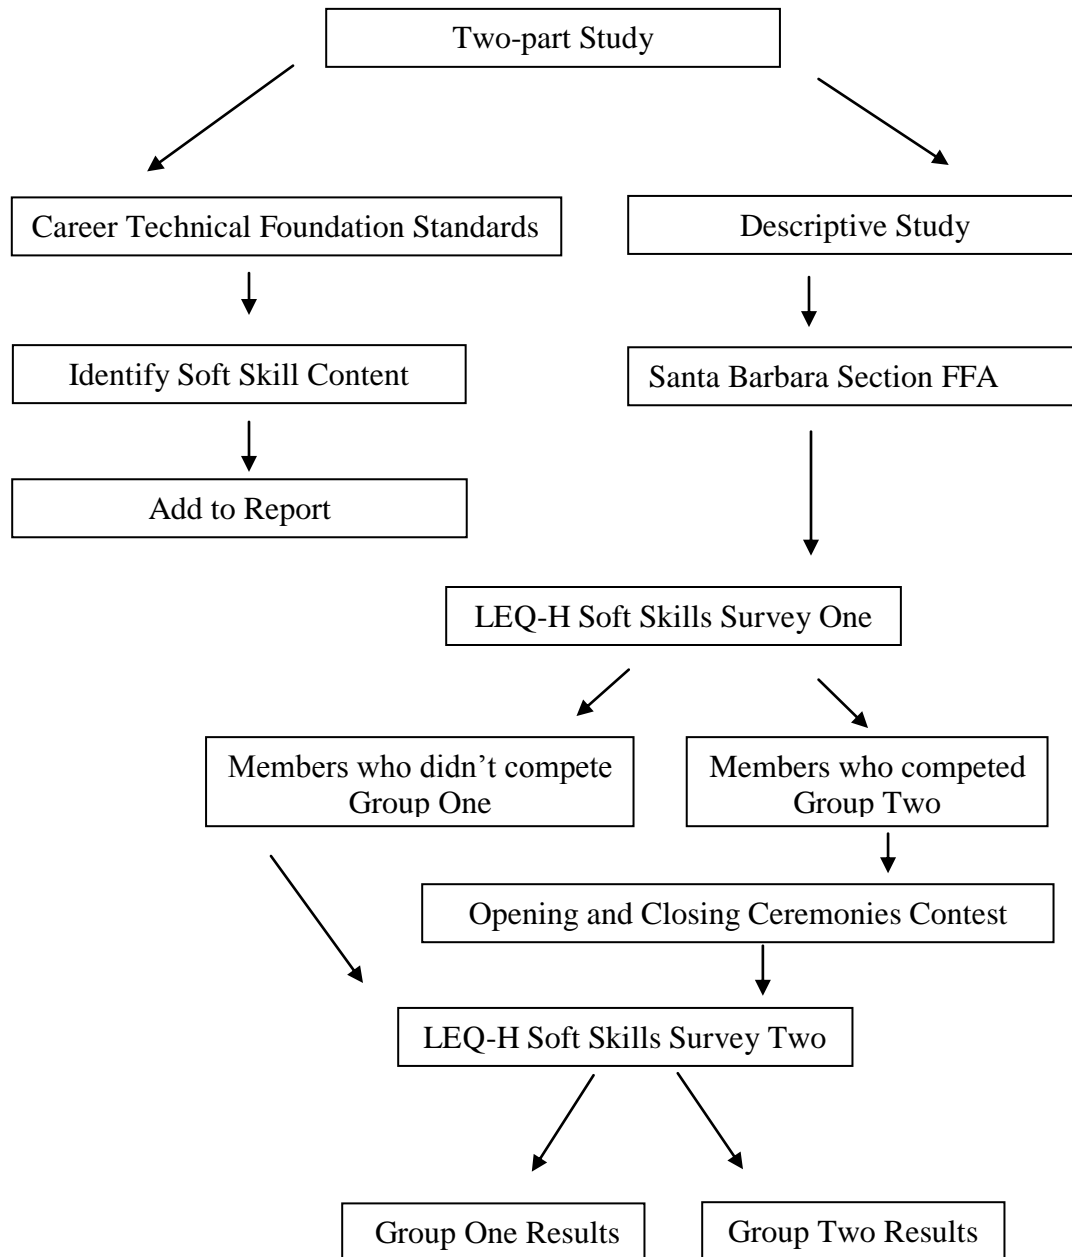 Two-part Study
Career Technical Foundation Standards
Descriptive Study
Identify Soft Skill Content
Santa Barbara Section FFA
Add to Report
LEQ-H Soft Skills Survey One
Members who didn’t compete
Group One
Members who competed
Group Two
Opening and Closing Ceremonies Contest
LEQ-H Soft Skills Survey Two
Group One Results
Group Two Results